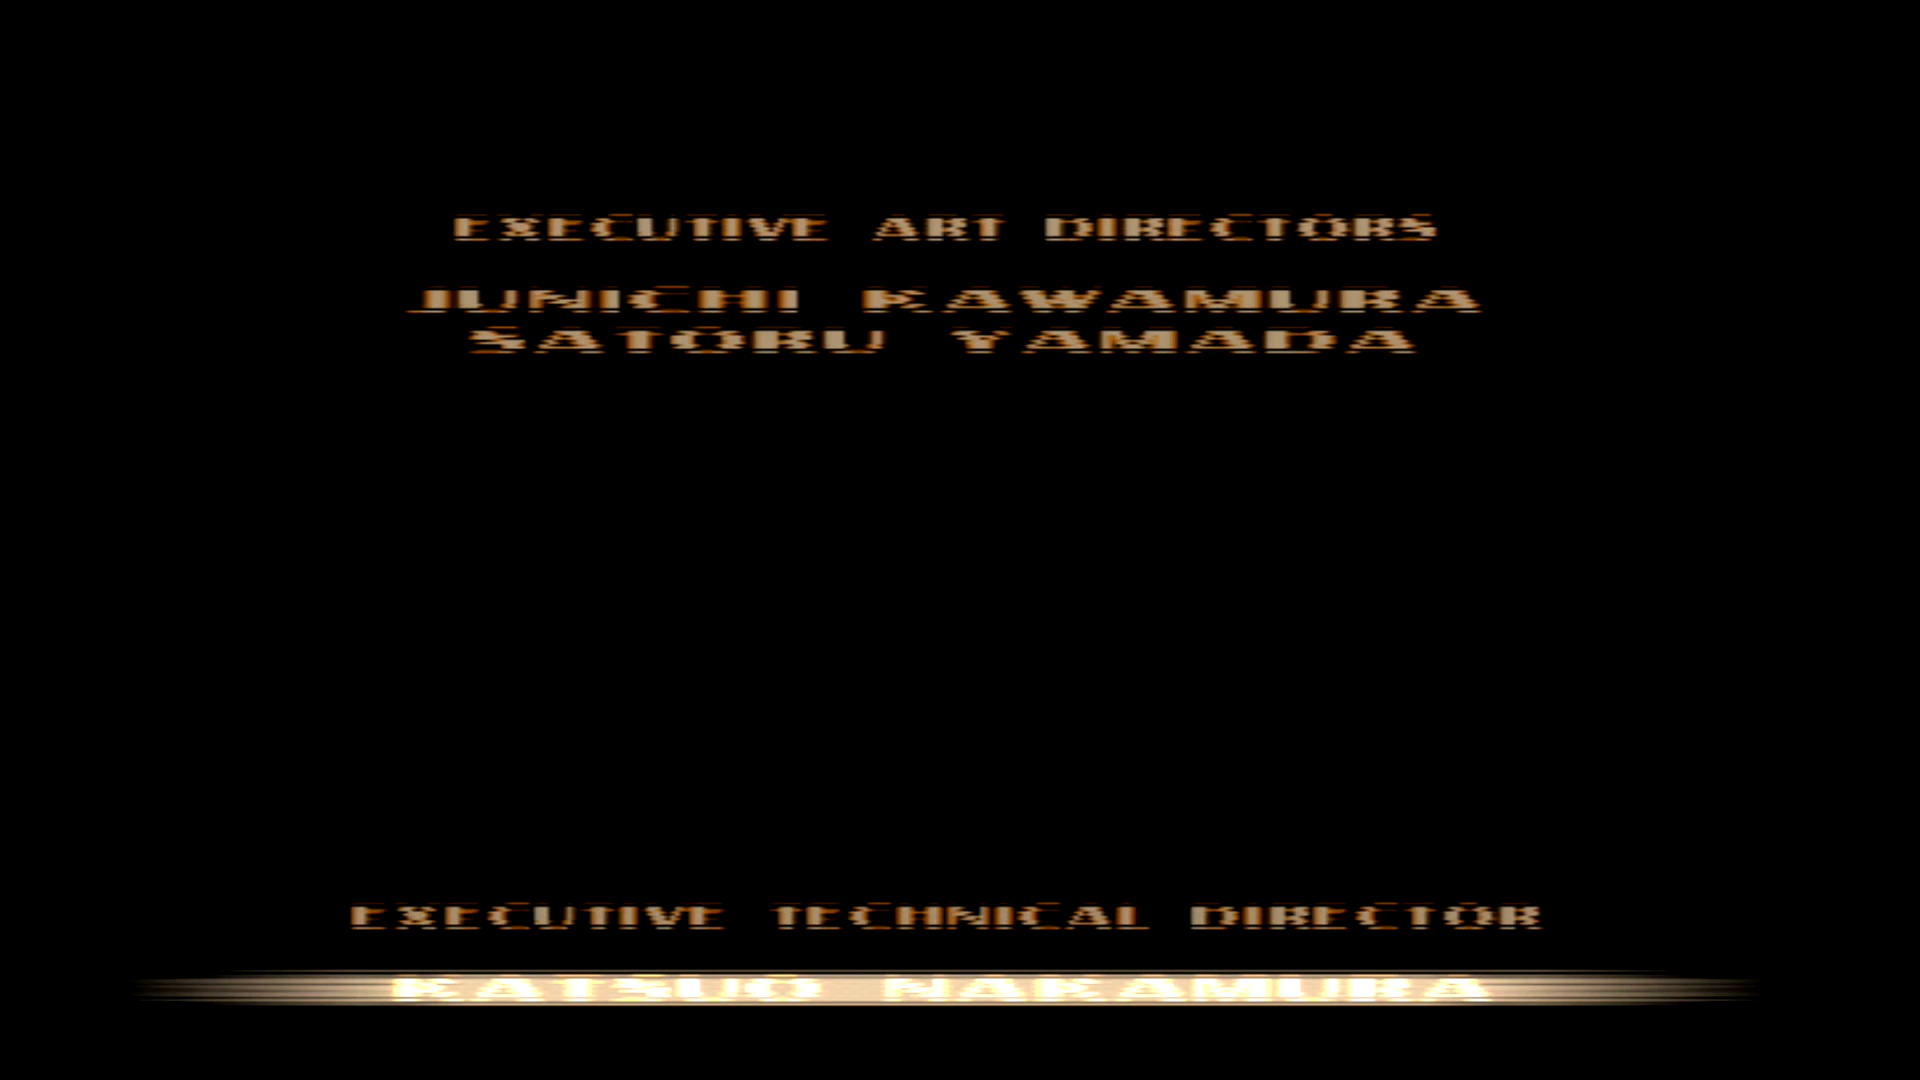 EXECUTIVE ART DIRECTORS
JUNICHI KAWAMURA
SATORU YAMADA
EXECUTIVE TECHNICAL DIRECTOR
KATSUO NAKAMURA